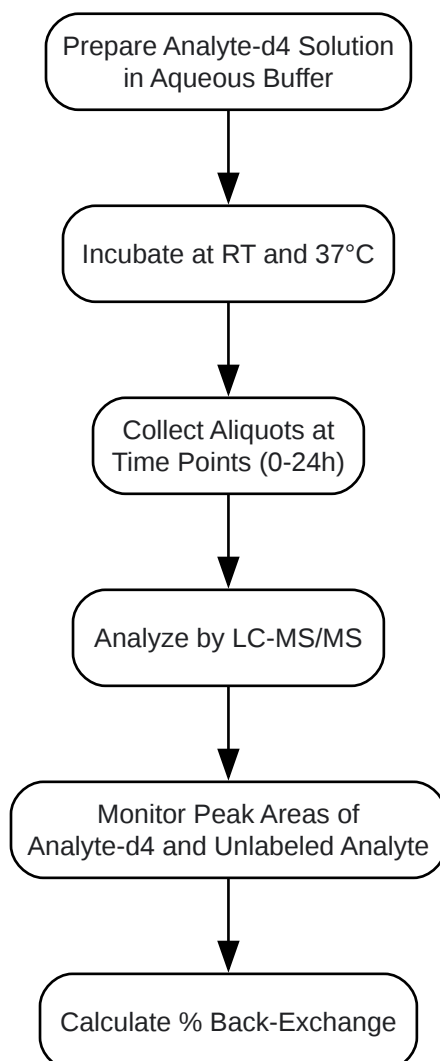 Prepare Analyte-d4 Solution
in Aqueous Buffer
Incubate at RT and 37°C
Collect Aliquots at
Time Points (0-24h)
Analyze by LC-MS/MS
Monitor Peak Areas of
Analyte-d4 and Unlabeled Analyte
Calculate % Back-Exchange